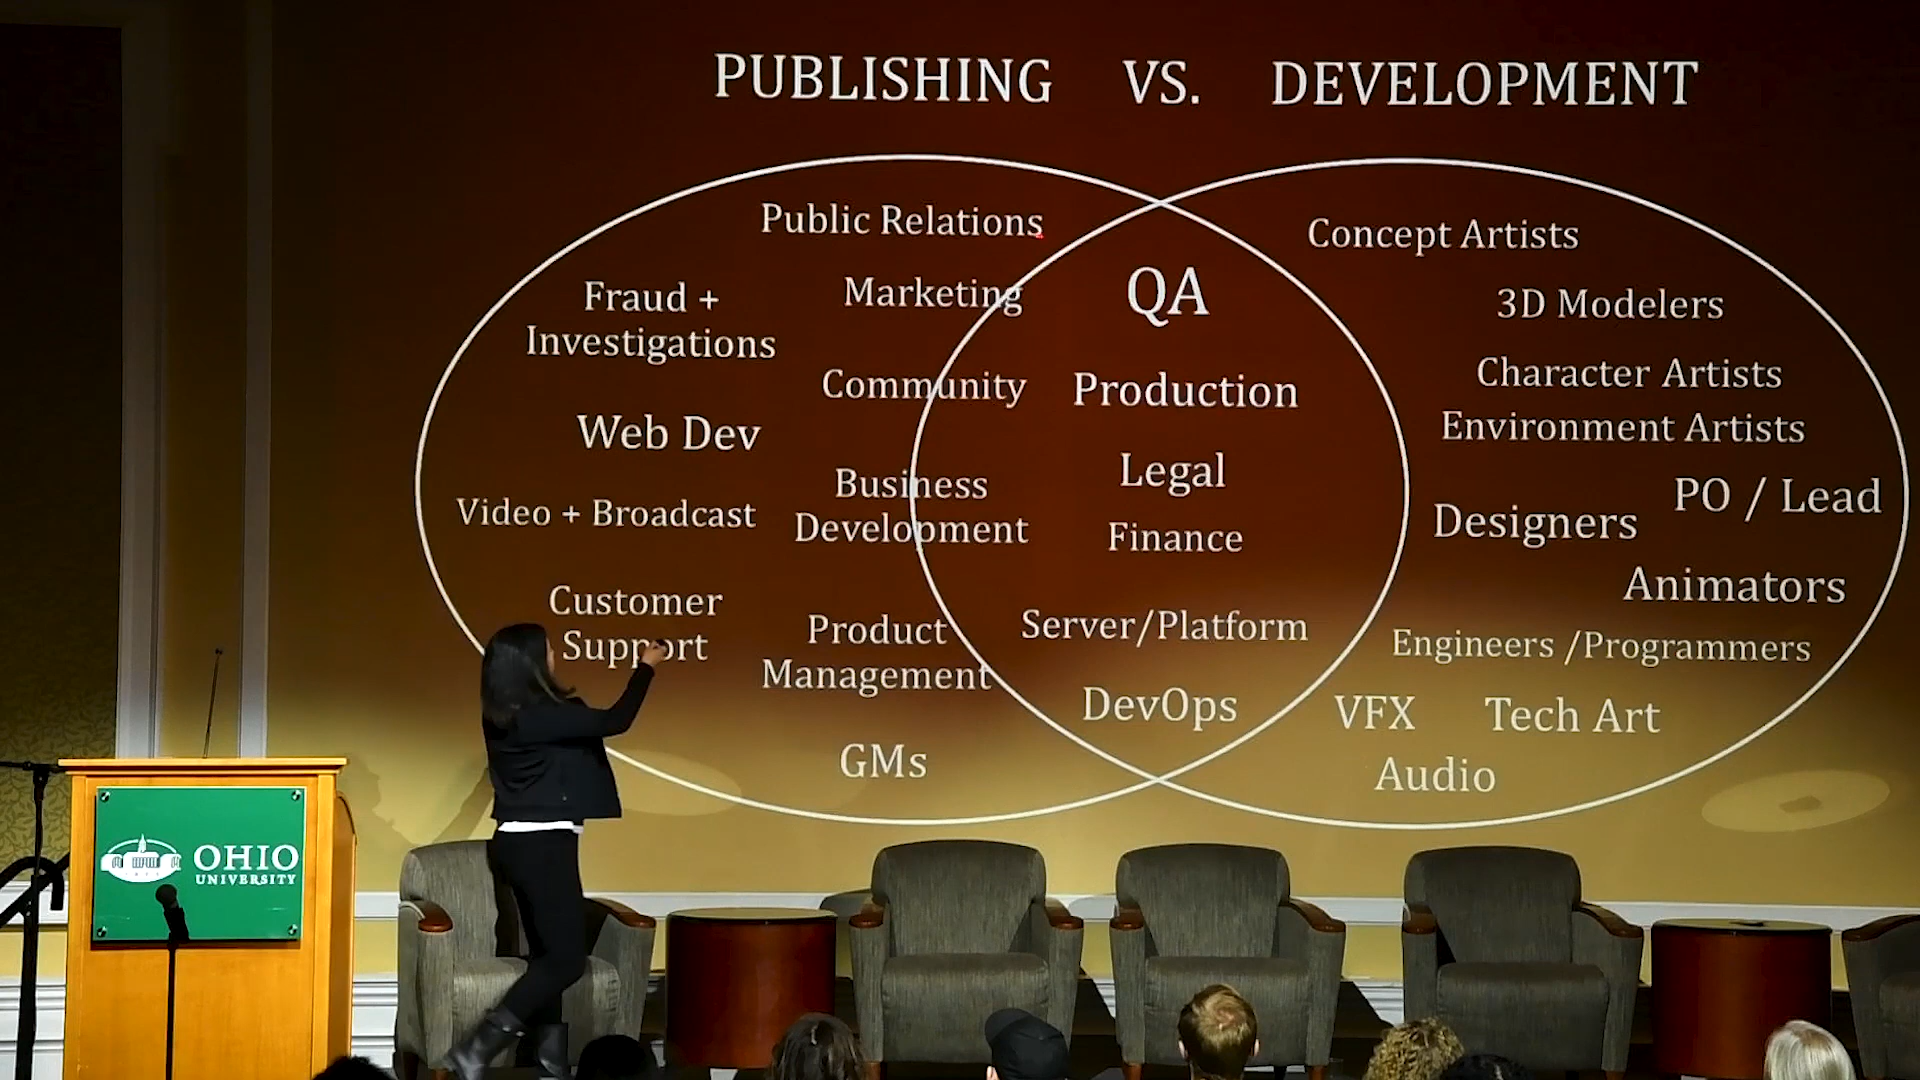 PUBLISHING VS. DEVELOPMENT
Public Relations
Fraud +
Investigations
Marketing
Community
Web Dev
Business
Development
Video + Broadcast
Customer
Support
Product
Management
GMs
QA
Production
Legal
Finance
Server/Platform
DevOps
Concept Artists
3D Modelers
Character Artists
Environment Artists
PO / Lead
Designers
Animators
Engineers /Programmers
VFX Tech Art
Audio
OHIO
UNIVERSITY